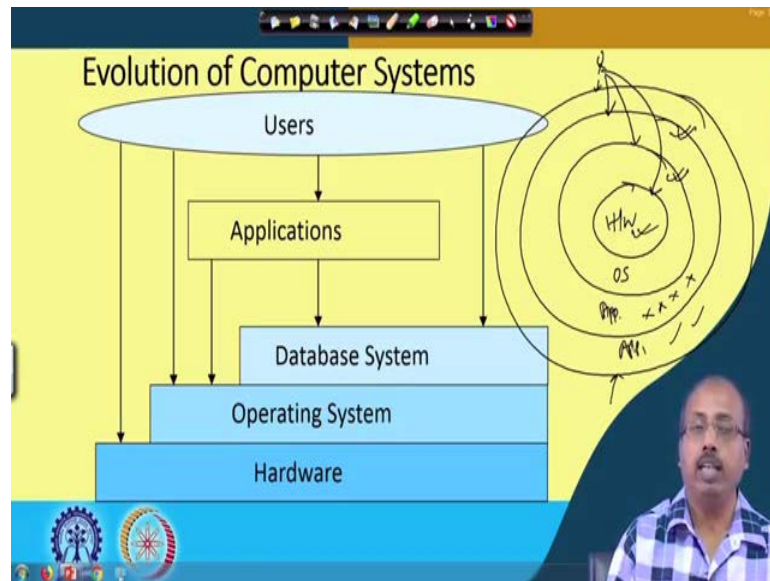 Evolution of Computer Systems
Users
Applications
Database System
Operating System
Hardware
H/W
OS
App.